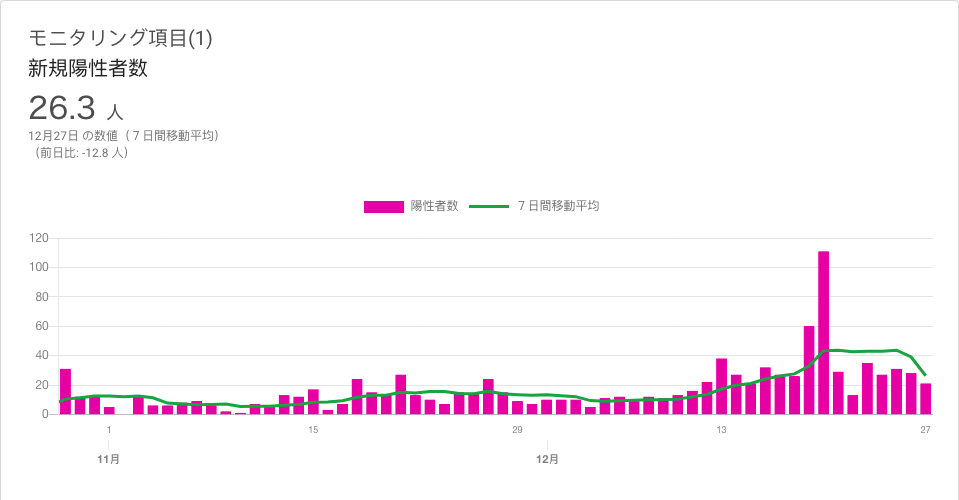 モニタリング項目(1)
新規陽性者数
26.3 人
12月27日 の数値（７日間移動平均）
（前日比: -12.8 人）
陽性者数 ７日間移動平均
120
100
80
60
40
20
0
1 15 29 13 27
11月 12月